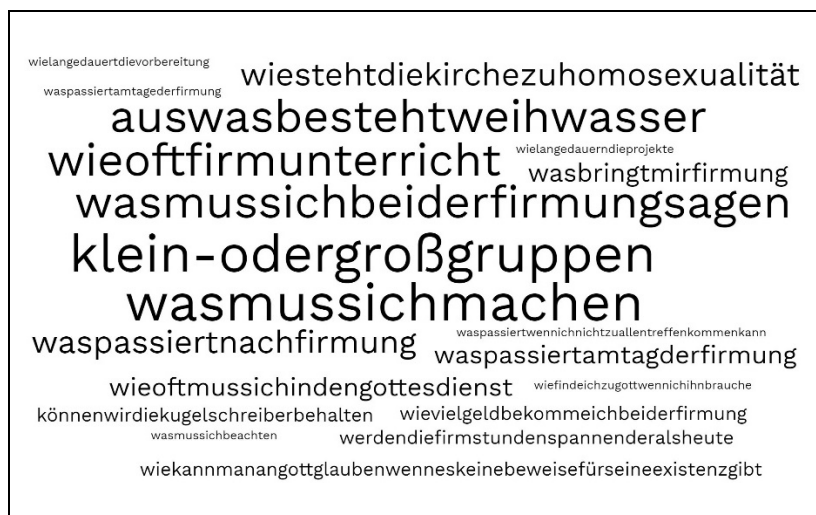 wielangedauertdievorbereitung
wiestehtdiekirchezuhomosexualität
waspassiertamtagederfirmung
auswasbestehtweihwasser
wieoftfirmunterricht
wielangedauerndieprojekte
wasbringtmirfirmung
wasmussichbeiderfirmungsagen
klein-odergroßgruppen
wasmussichmachen
waspassiertnachfirmung
waspassiertwennichnichtzuallentreffenkommenkann
waspassiertamtagderfirmung
wieoftmussichindengottesdienst
wiefindeichzugottwennichihnbrauche
könnenwirdiekugelschreiberbehalten
wievielgeldbekommeichbeiderfirmung
wasmussichbeachten
werdendiefirmstundenspannenderalsheute
wiekannmanangottglaubenwenneskeinebeweisefürseineexistenzgibt